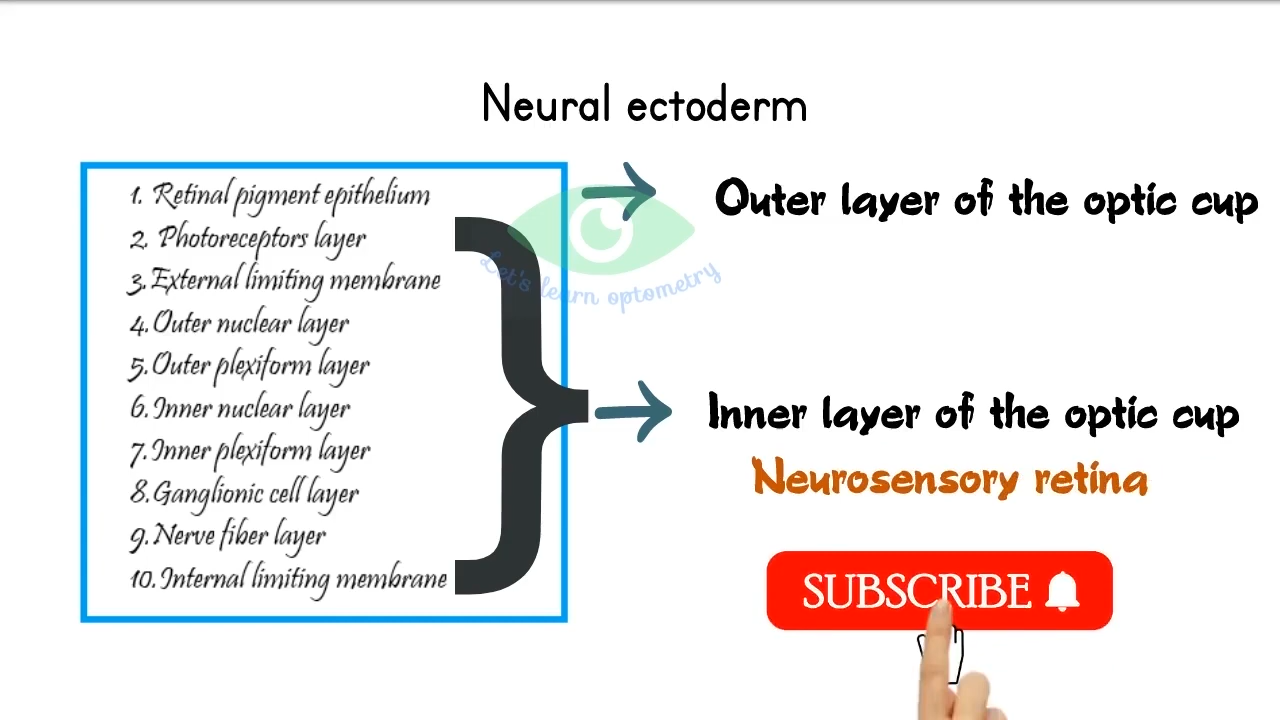 Neural ectoderm
1. Retinal pigment epithelium
2. Photoreceptors layer
3. External limiting membrane
4. Outer nuclear layer
5. Outer plexiform layer
6. Inner nuclear layer
7. Inner plexiform layer
8. Ganglionic cell layer
9. Nerve fiber layer
10. Internal limiting membrane
Outer layer of the optic cup
Let's learn optometry
Inner layer of the optic cup
Neurosensory retina
SUBSCRIBE